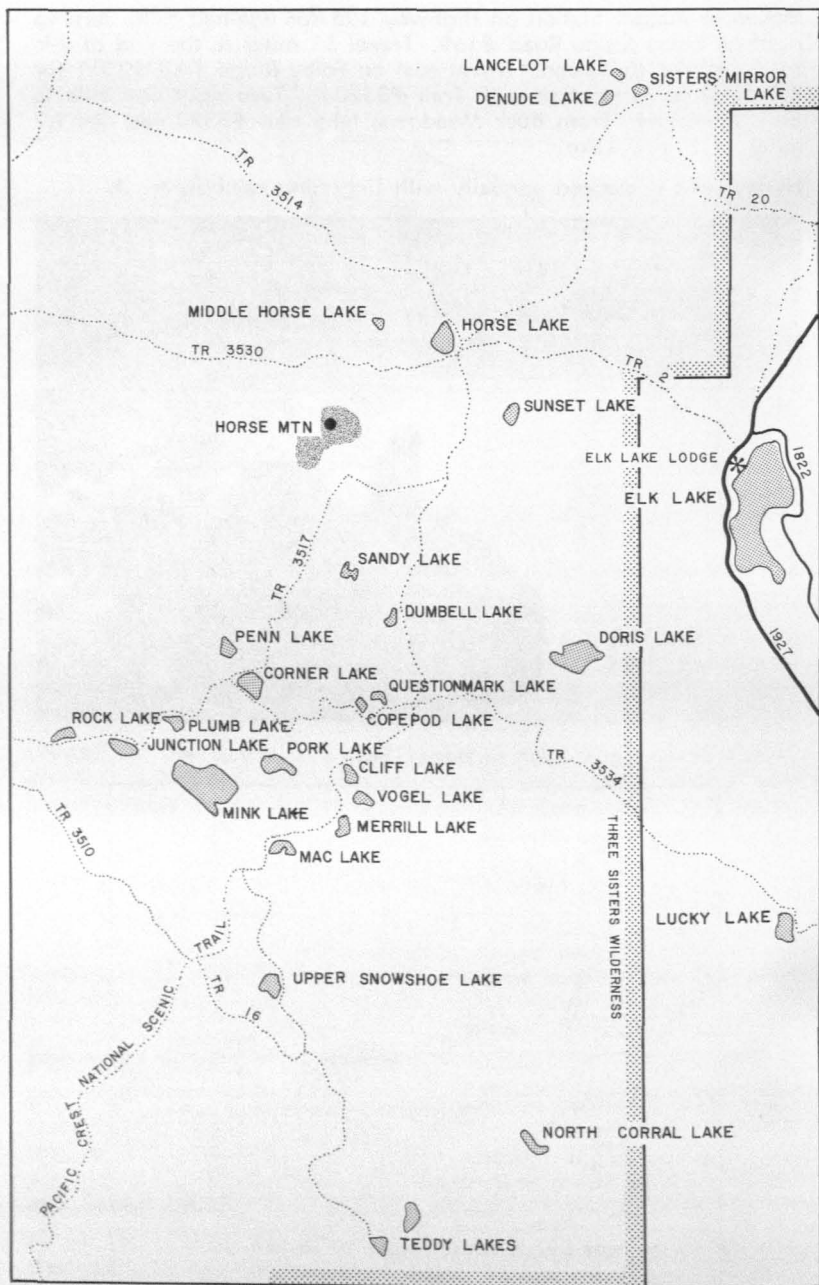 LANCELOT LAKE
SISTERS MIRROR
LAKE
DENUDE LAKE
TR 3514
TR 20
MIDDLE HORSE LAKE
HORSE LAKE
TR 3530
TR 2
SUNSET LAKE
HORSE MTN
ELK LAKE LODGE
1822
ELK LAKE
TR 3517
SANDY LAKE
DUMBELL LAKE
PENN LAKE
DORIS LAKE
1927
CORNER LAKE
QUESTIONMARK LAKE
ROCK LAKE
PLUMB LAKE
COPEPOD LAKE
JUNCTION LAKE
PORK LAKE
TR 3534
CLIFF LAKE
VOGEL LAKE
MINK LAKE
MERRILL LAKE
TR 3510
MAC LAKE
THREE SISTERS WILDERNESS
LUCKY LAKE
UPPER SNOWSHOE LAKE
TR 16
PACIFIC CREST NATIONAL SCENIC TRAIL
NORTH CORRAL LAKE
TEDDY LAKES